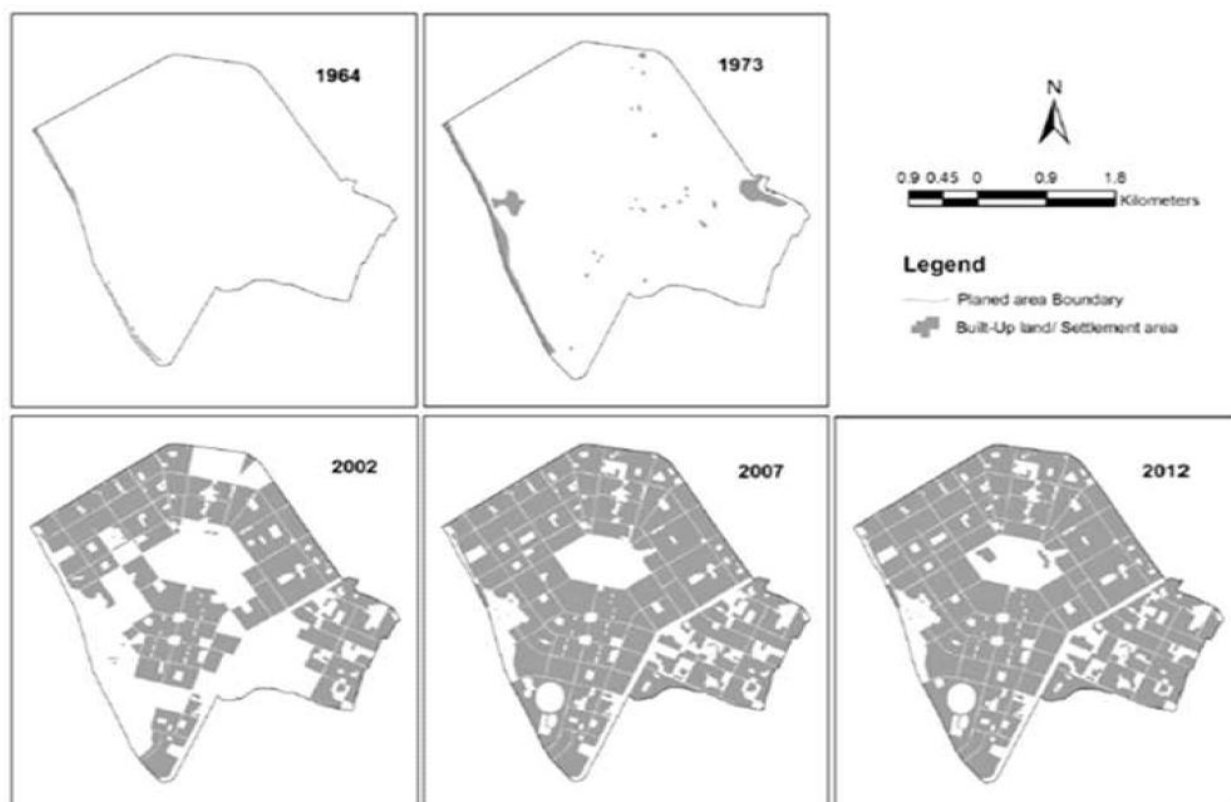 1964
1973
N
0.9 0.45 0 0.9 1.8
Kilometers
Legend
Planed area Boundary
Built-Up land/ Settlement area
2002
2007
2012